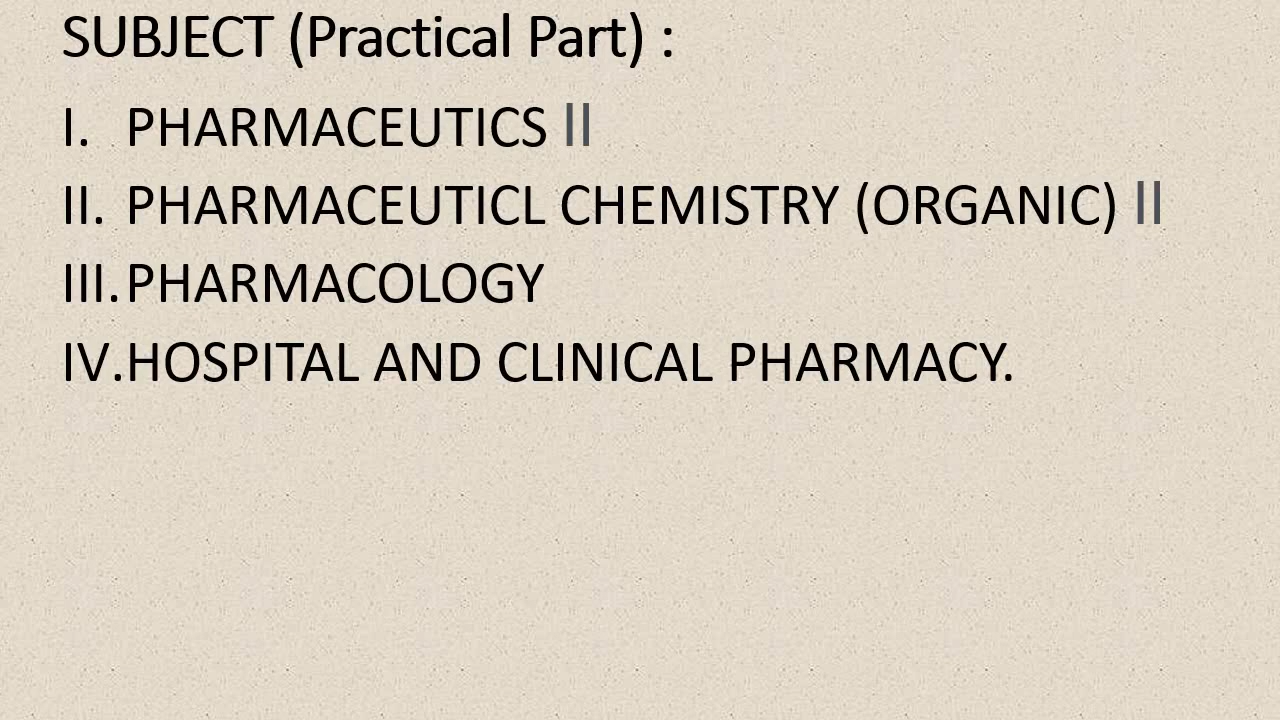 SUBJECT (Practical Part) :
I. PHARMACEUTICS II
II. PHARMACEUTICL CHEMISTRY (ORGANIC) II
III. PHARMACOLOGY
IV. HOSPITAL AND CLINICAL PHARMACY.